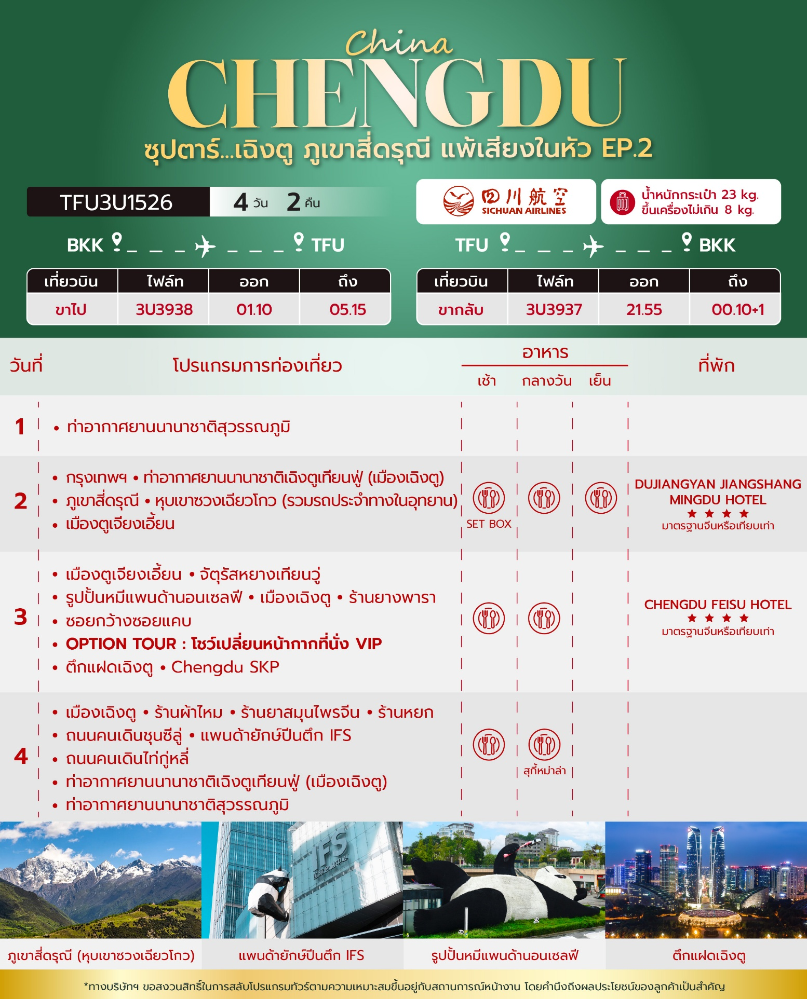 China
CHENGDU
ซุปตาร์...เฉิงตู ภูเขาสี่ดรุณี แพ้เสียงในหัว EP.2
TFU3U1526 4 วัน 2 คืน
四川航空
SICHUAN AIRLINES
น้ำหนักกระเป๋า 23 kg.
ขึ้นเครื่องไม่เกิน 8 kg.
BKK TFU
TFU BKK
เที่ยวบิน ไฟล์ท ออก ถึง
ขาไป 3U3938 01.10 05.15
เที่ยวบิน ไฟล์ท ออก ถึง
ขากลับ 3U3937 21.55 00.10+1
วันที่ โปรแกรมการท่องเที่ยว อาหาร ที่พัก
เช้า กลางวัน เย็น
1
• ท่าอากาศยานนานาชาติสุวรรณภูมิ
2
• กรุงเทพฯ • ท่าอากาศยานนานาชาติเฉิงตูเทียนฟู่ (เมืองเฉิงตู)
• ภูเขาสี่ดรุณี • หุบเขาซวงเฉียวโกว (รวมรถประจำทางในอุทยาน)
• เมืองตูเจียงเอี้ยน
SET BOX
DUJIANGYAN JIANGSHANG
MINGDU HOTEL
★ ★ ★ ★
มาตรฐานจีนหรือเทียบเท่า
3
• เมืองตูเจียงเอี้ยน • จัตุรัสหยางเทียนวู่
• รูปปั้นหมีแพนด้านอนเซลฟี • เมืองเฉิงตู • ร้านยางพารา
• ซอยกว้างซอยแคบ
• OPTION TOUR : โชว์เปลี่ยนหน้ากากที่นั่ง VIP
• ตึกแฝดเฉิงตู • Chengdu SKP
CHENGDU FEISU HOTEL
★ ★ ★ ★
มาตรฐานจีนหรือเทียบเท่า
4
• เมืองเฉิงตู • ร้านผ้าไหม • ร้านยาสมุนไพรจีน • ร้านหยก
• ถนนคนเดินชุนซีลู่ • แพนด้ายักษ์ปีนตึก IFS
• ถนนคนเดินไท่กู่หลี่
• ท่าอากาศยานนานาชาติเฉิงตูเทียนฟู่ (เมืองเฉิงตู)
• ท่าอากาศยานนานาชาติสุวรรณภูมิ
สุกี้หม่าล่า
IFS
ภูเขาสี่ดรุณี (หุบเขาซวงเฉียวโกว)
แพนด้ายักษ์ปีนตึก IFS
รูปปั้นหมีแพนด้านอนเซลฟี
ตึกแฝดเฉิงตู
*ทางบริษัทฯ ขอสงวนสิทธิ์ในการสลับโปรแกรมทัวร์ตามความเหมาะสมขึ้นอยู่กับสถานการณ์หน้างาน โดยคำนึงถึงผลประโยชน์ของลูกค้าเป็นสำคัญ